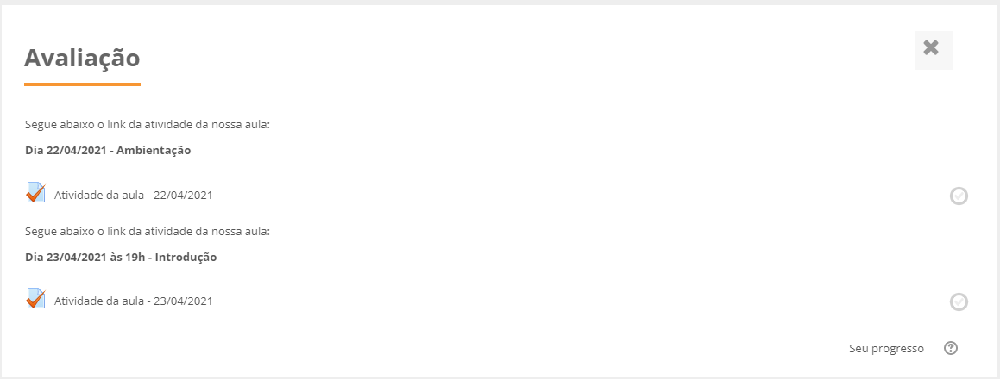 Avaliação
Segue abaixo o link da atividade da nossa aula:
Dia 22/04/2021 - Ambientação
Atividade da aula - 22/04/2021
Segue abaixo o link da atividade da nossa aula:
Dia 23/04/2021 às 19h - Introdução
Atividade da aula - 23/04/2021
Seu progresso